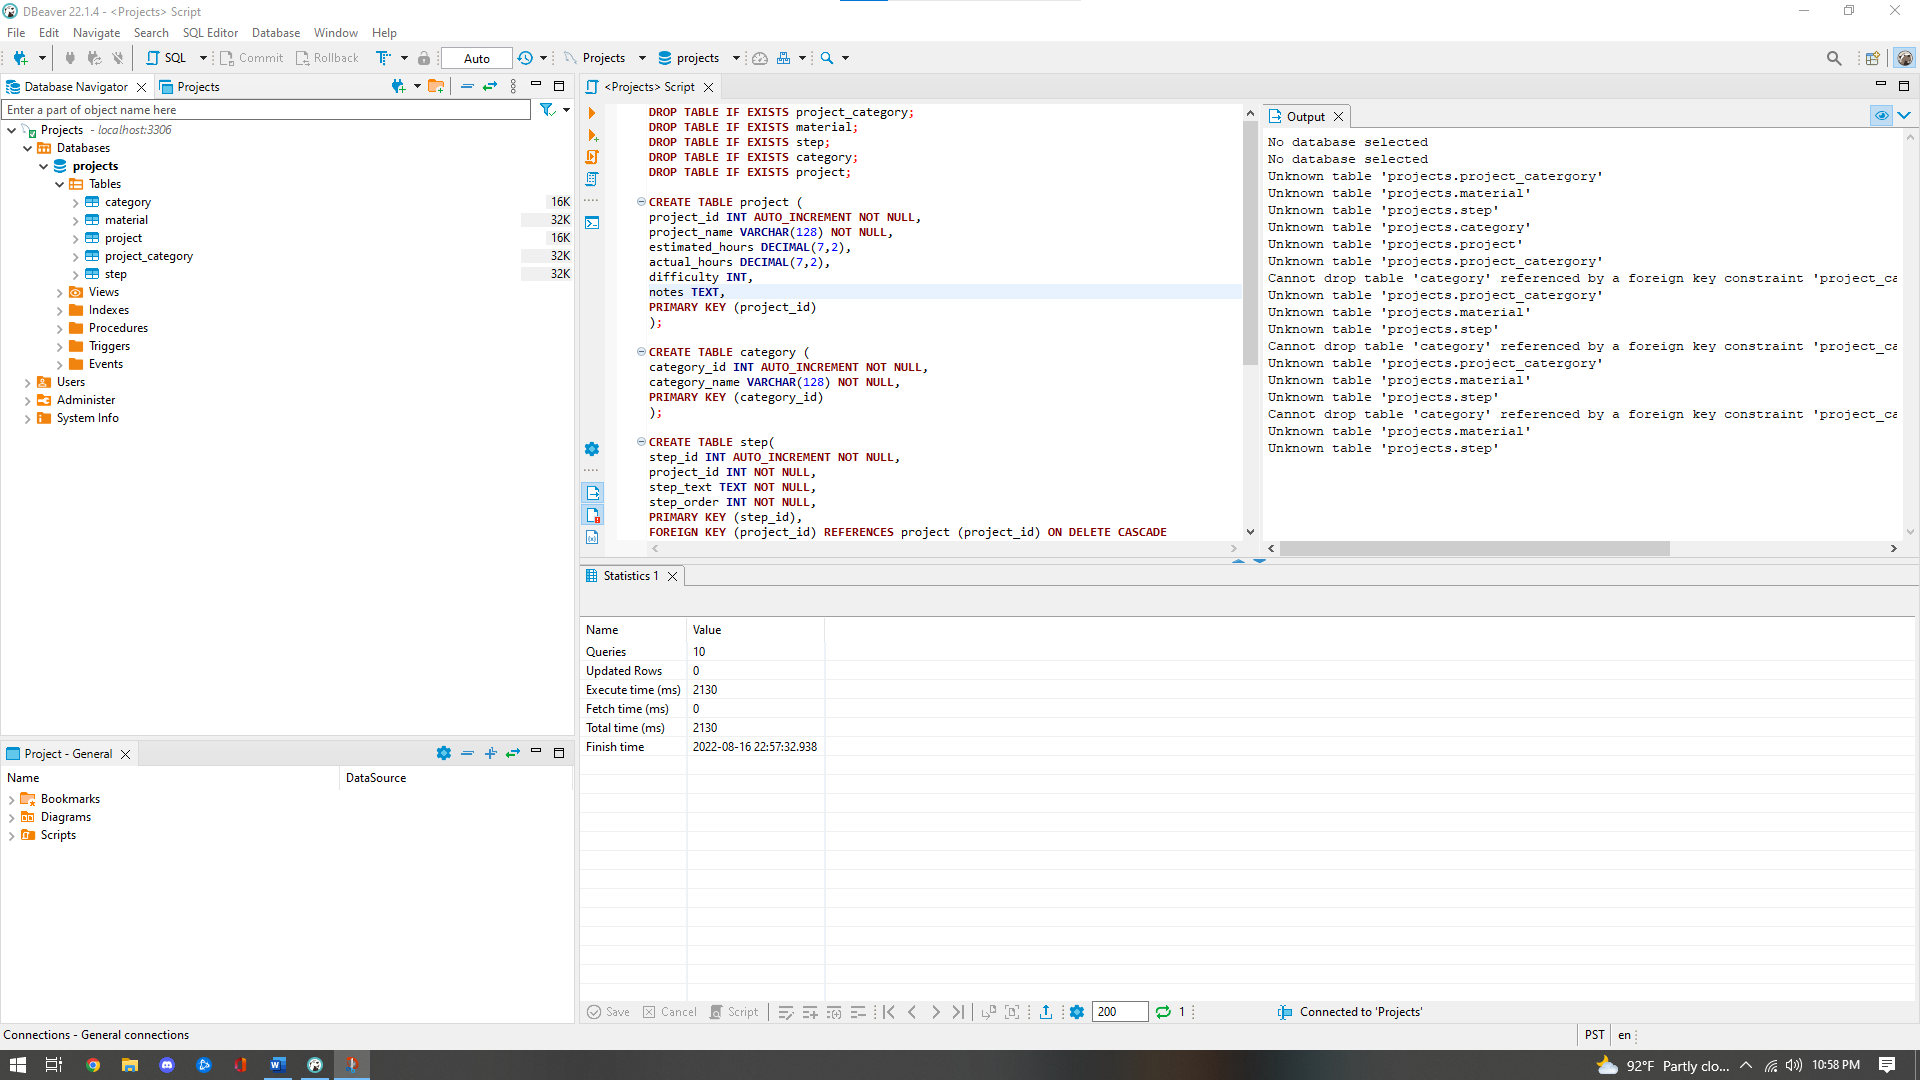 DBeaver 22.1.4 - <Projects> Script
File Edit Navigate Search SQL Editor Database Window Help
SQL Commit Rollback Auto Projects projects
Database Navigator Projects
Enter a part of object name here
Projects - localhost:3306
Databases
projects
Tables
category 16K
material 32K
project 16K
project_category 32K
step 32K
Views
Indexes
Procedures
Triggers
Events
Users
Administer
System Info
Project - General
Name DataSource
Bookmarks
Diagrams
Scripts
<Projects> Script
DROP TABLE IF EXISTS project_category;
DROP TABLE IF EXISTS material;
DROP TABLE IF EXISTS step;
DROP TABLE IF EXISTS category;
DROP TABLE IF EXISTS project;
CREATE TABLE project (
project_id INT AUTO_INCREMENT NOT NULL,
project_name VARCHAR(128) NOT NULL,
estimated_hours DECIMAL(7,2),
actual_hours DECIMAL(7,2),
difficulty INT,
notes TEXT,
PRIMARY KEY (project_id)
);
CREATE TABLE category (
category_id INT AUTO_INCREMENT NOT NULL,
category_name VARCHAR(128) NOT NULL,
PRIMARY KEY (category_id)
);
CREATE TABLE step(
step_id INT AUTO_INCREMENT NOT NULL,
project_id INT NOT NULL,
step_text TEXT NOT NULL,
step_order INT NOT NULL,
PRIMARY KEY (step_id),
FOREIGN KEY (project_id) REFERENCES project (project_id) ON DELETE CASCADE
Output
No database selected
No database selected
Unknown table 'projects.project_catergory'
Unknown table 'projects.material'
Unknown table 'projects.step'
Unknown table 'projects.category'
Unknown table 'projects.project'
Unknown table 'projects.project_catergory'
Cannot drop table 'category' referenced by a foreign key constraint 'project_ca
Unknown table 'projects.project_catergory'
Unknown table 'projects.material'
Unknown table 'projects.step'
Cannot drop table 'category' referenced by a foreign key constraint 'project_ca
Unknown table 'projects.project_catergory'
Unknown table 'projects.material'
Unknown table 'projects.step'
Cannot drop table 'category' referenced by a foreign key constraint 'project_ca
Unknown table 'projects.material'
Unknown table 'projects.step'
Statistics 1
Name Value
Queries 10
Updated Rows 0
Execute time (ms) 2130
Fetch time (ms) 0
Total time (ms) 2130
Finish time 2022-08-16 22:57:32.938
Save Cancel Script 200 1 Connected to 'Projects'
Connections - General connections PST en
92°F Partly clo... 10:58 PM